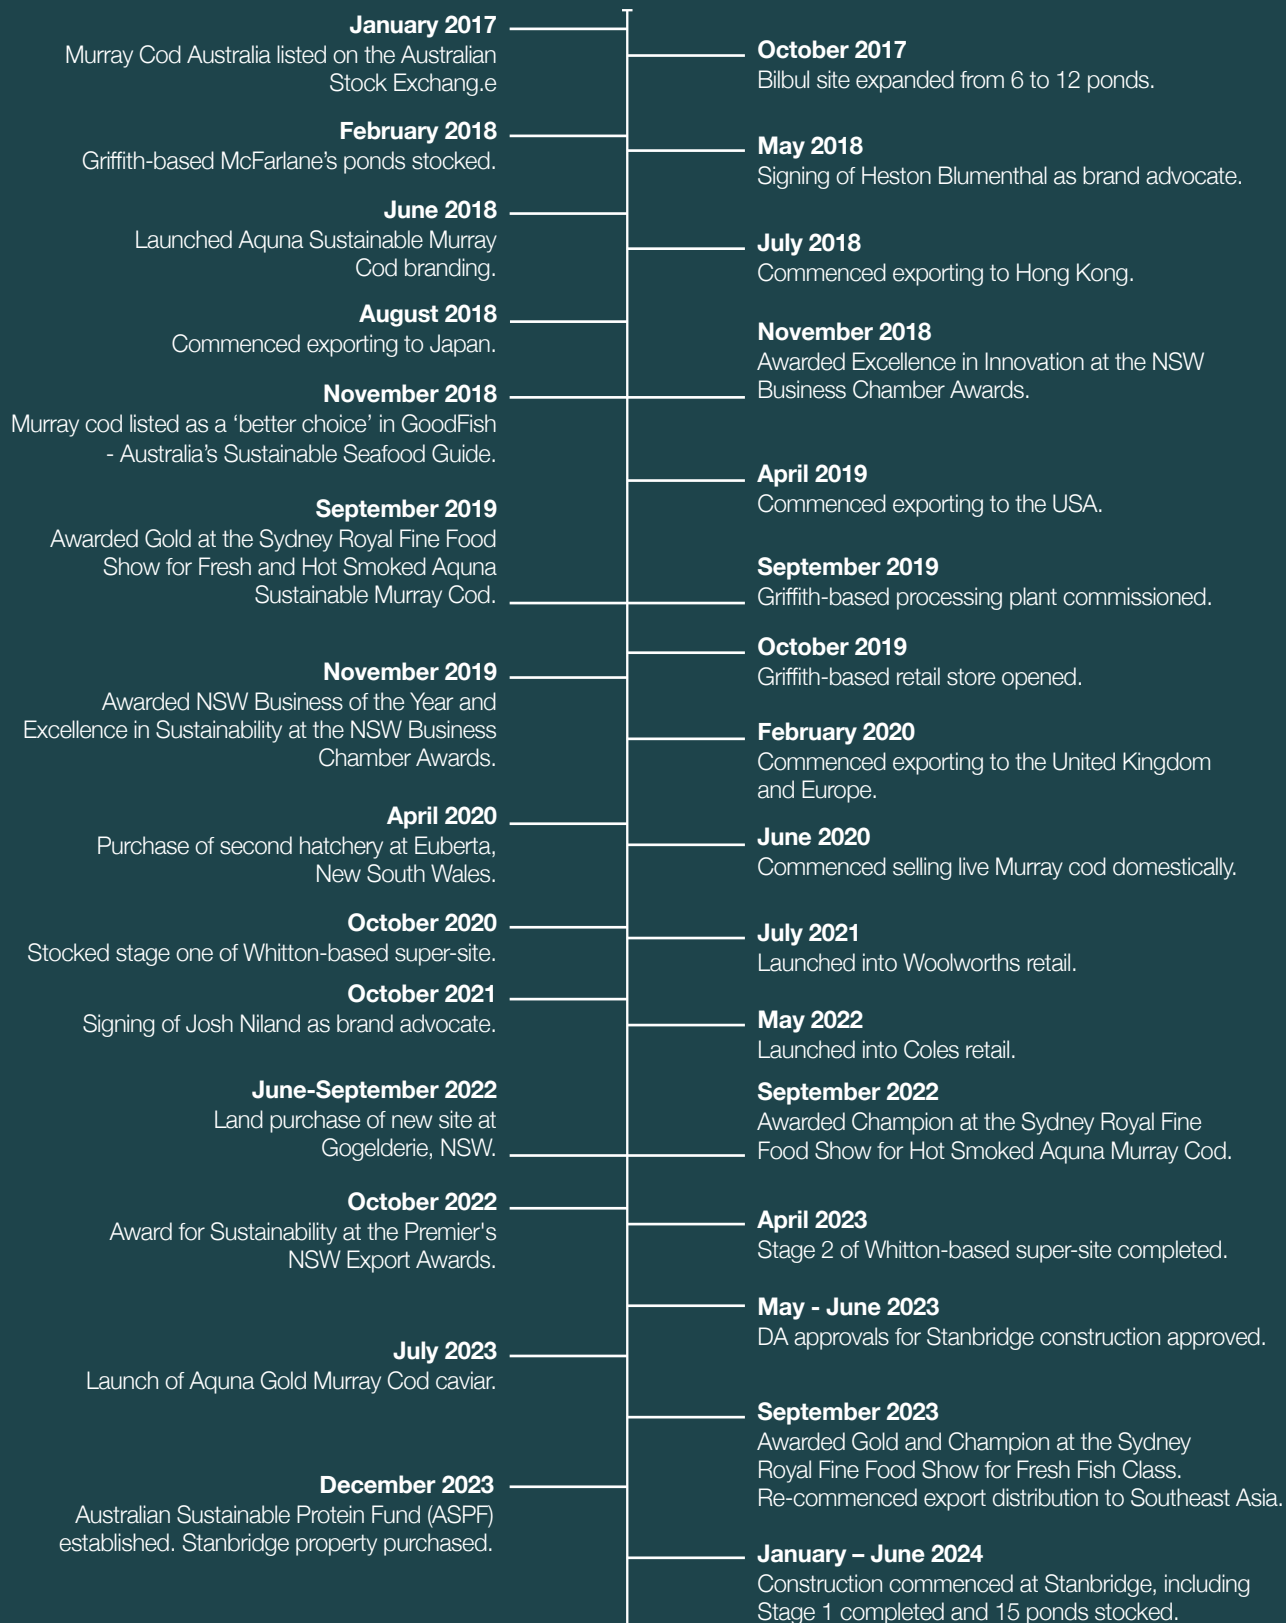 January 2017
Murray Cod Australia listed on the Australian
Stock Exchang.e
October 2017
Bilbul site expanded from 6 to 12 ponds.
February 2018
Griffith-based McFarlane’s ponds stocked.
May 2018
Signing of Heston Blumenthal as brand advocate.
June 2018
Launched Aquna Sustainable Murray
Cod branding.
July 2018
Commenced exporting to Hong Kong.
August 2018
Commenced exporting to Japan.
November 2018
Awarded Excellence in Innovation at the NSW
Business Chamber Awards.
November 2018
Murray cod listed as a ‘better choice’ in GoodFish
- Australia’s Sustainable Seafood Guide.
April 2019
Commenced exporting to the USA.
September 2019
Awarded Gold at the Sydney Royal Fine Food
Show for Fresh and Hot Smoked Aquna
Sustainable Murray Cod.
September 2019
Griffith-based processing plant commissioned.
October 2019
Griffith-based retail store opened.
November 2019
Awarded NSW Business of the Year and
Excellence in Sustainability at the NSW Business
Chamber Awards.
February 2020
Commenced exporting to the United Kingdom
and Europe.
April 2020
Purchase of second hatchery at Euberta,
New South Wales.
June 2020
Commenced selling live Murray cod domestically.
October 2020
Stocked stage one of Whitton-based super-site.
July 2021
Launched into Woolworths retail.
October 2021
Signing of Josh Niland as brand advocate.
May 2022
Launched into Coles retail.
June-September 2022
Land purchase of new site at
Gogelderie, NSW.
September 2022
Awarded Champion at the Sydney Royal Fine
Food Show for Hot Smoked Aquna Murray Cod.
October 2022
Award for Sustainability at the Premier's
NSW Export Awards.
April 2023
Stage 2 of Whitton-based super-site completed.
May - June 2023
DA approvals for Stanbridge construction approved.
July 2023
Launch of Aquna Gold Murray Cod caviar.
September 2023
Awarded Gold and Champion at the Sydney
Royal Fine Food Show for Fresh Fish Class.
Re-commenced export distribution to Southeast Asia.
December 2023
Australian Sustainable Protein Fund (ASPF)
established. Stanbridge property purchased.
January – June 2024
Construction commenced at Stanbridge, including
Stage 1 completed and 15 ponds stocked.